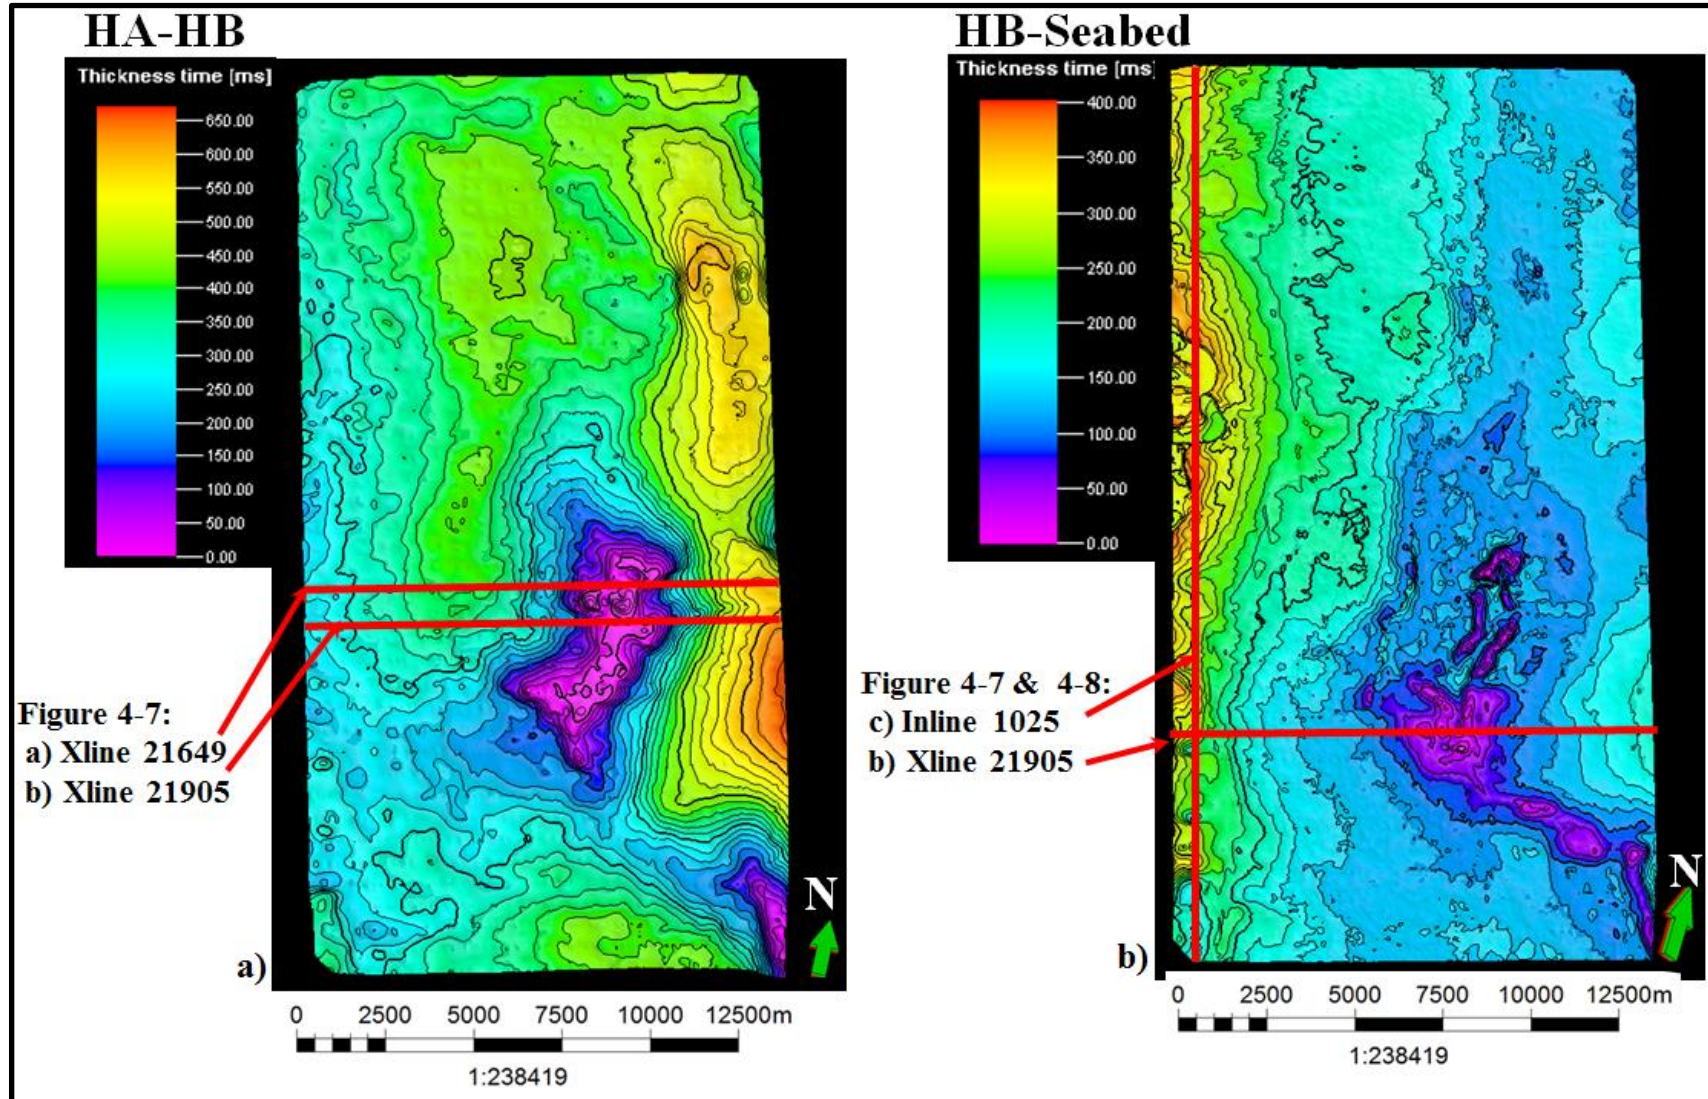 HA-HB
Thickness time [ms]
650.00
600.00
550.00
500.00
450.00
400.00
350.00
300.00
250.00
200.00
150.00
100.00
50.00
0.00
Figure 4-7:
a) Xline 21649
b) Xline 21905
a)
N
0 2500 5000 7500 10000 12500m
1:238419
HB-Seabed
Thickness time [ms]
400.00
350.00
300.00
250.00
200.00
150.00
100.00
50.00
0.00
Figure 4-7 & 4-8:
c) Inline 1025
b) Xline 21905
b)
N
0 2500 5000 7500 10000 12500m
1:238419